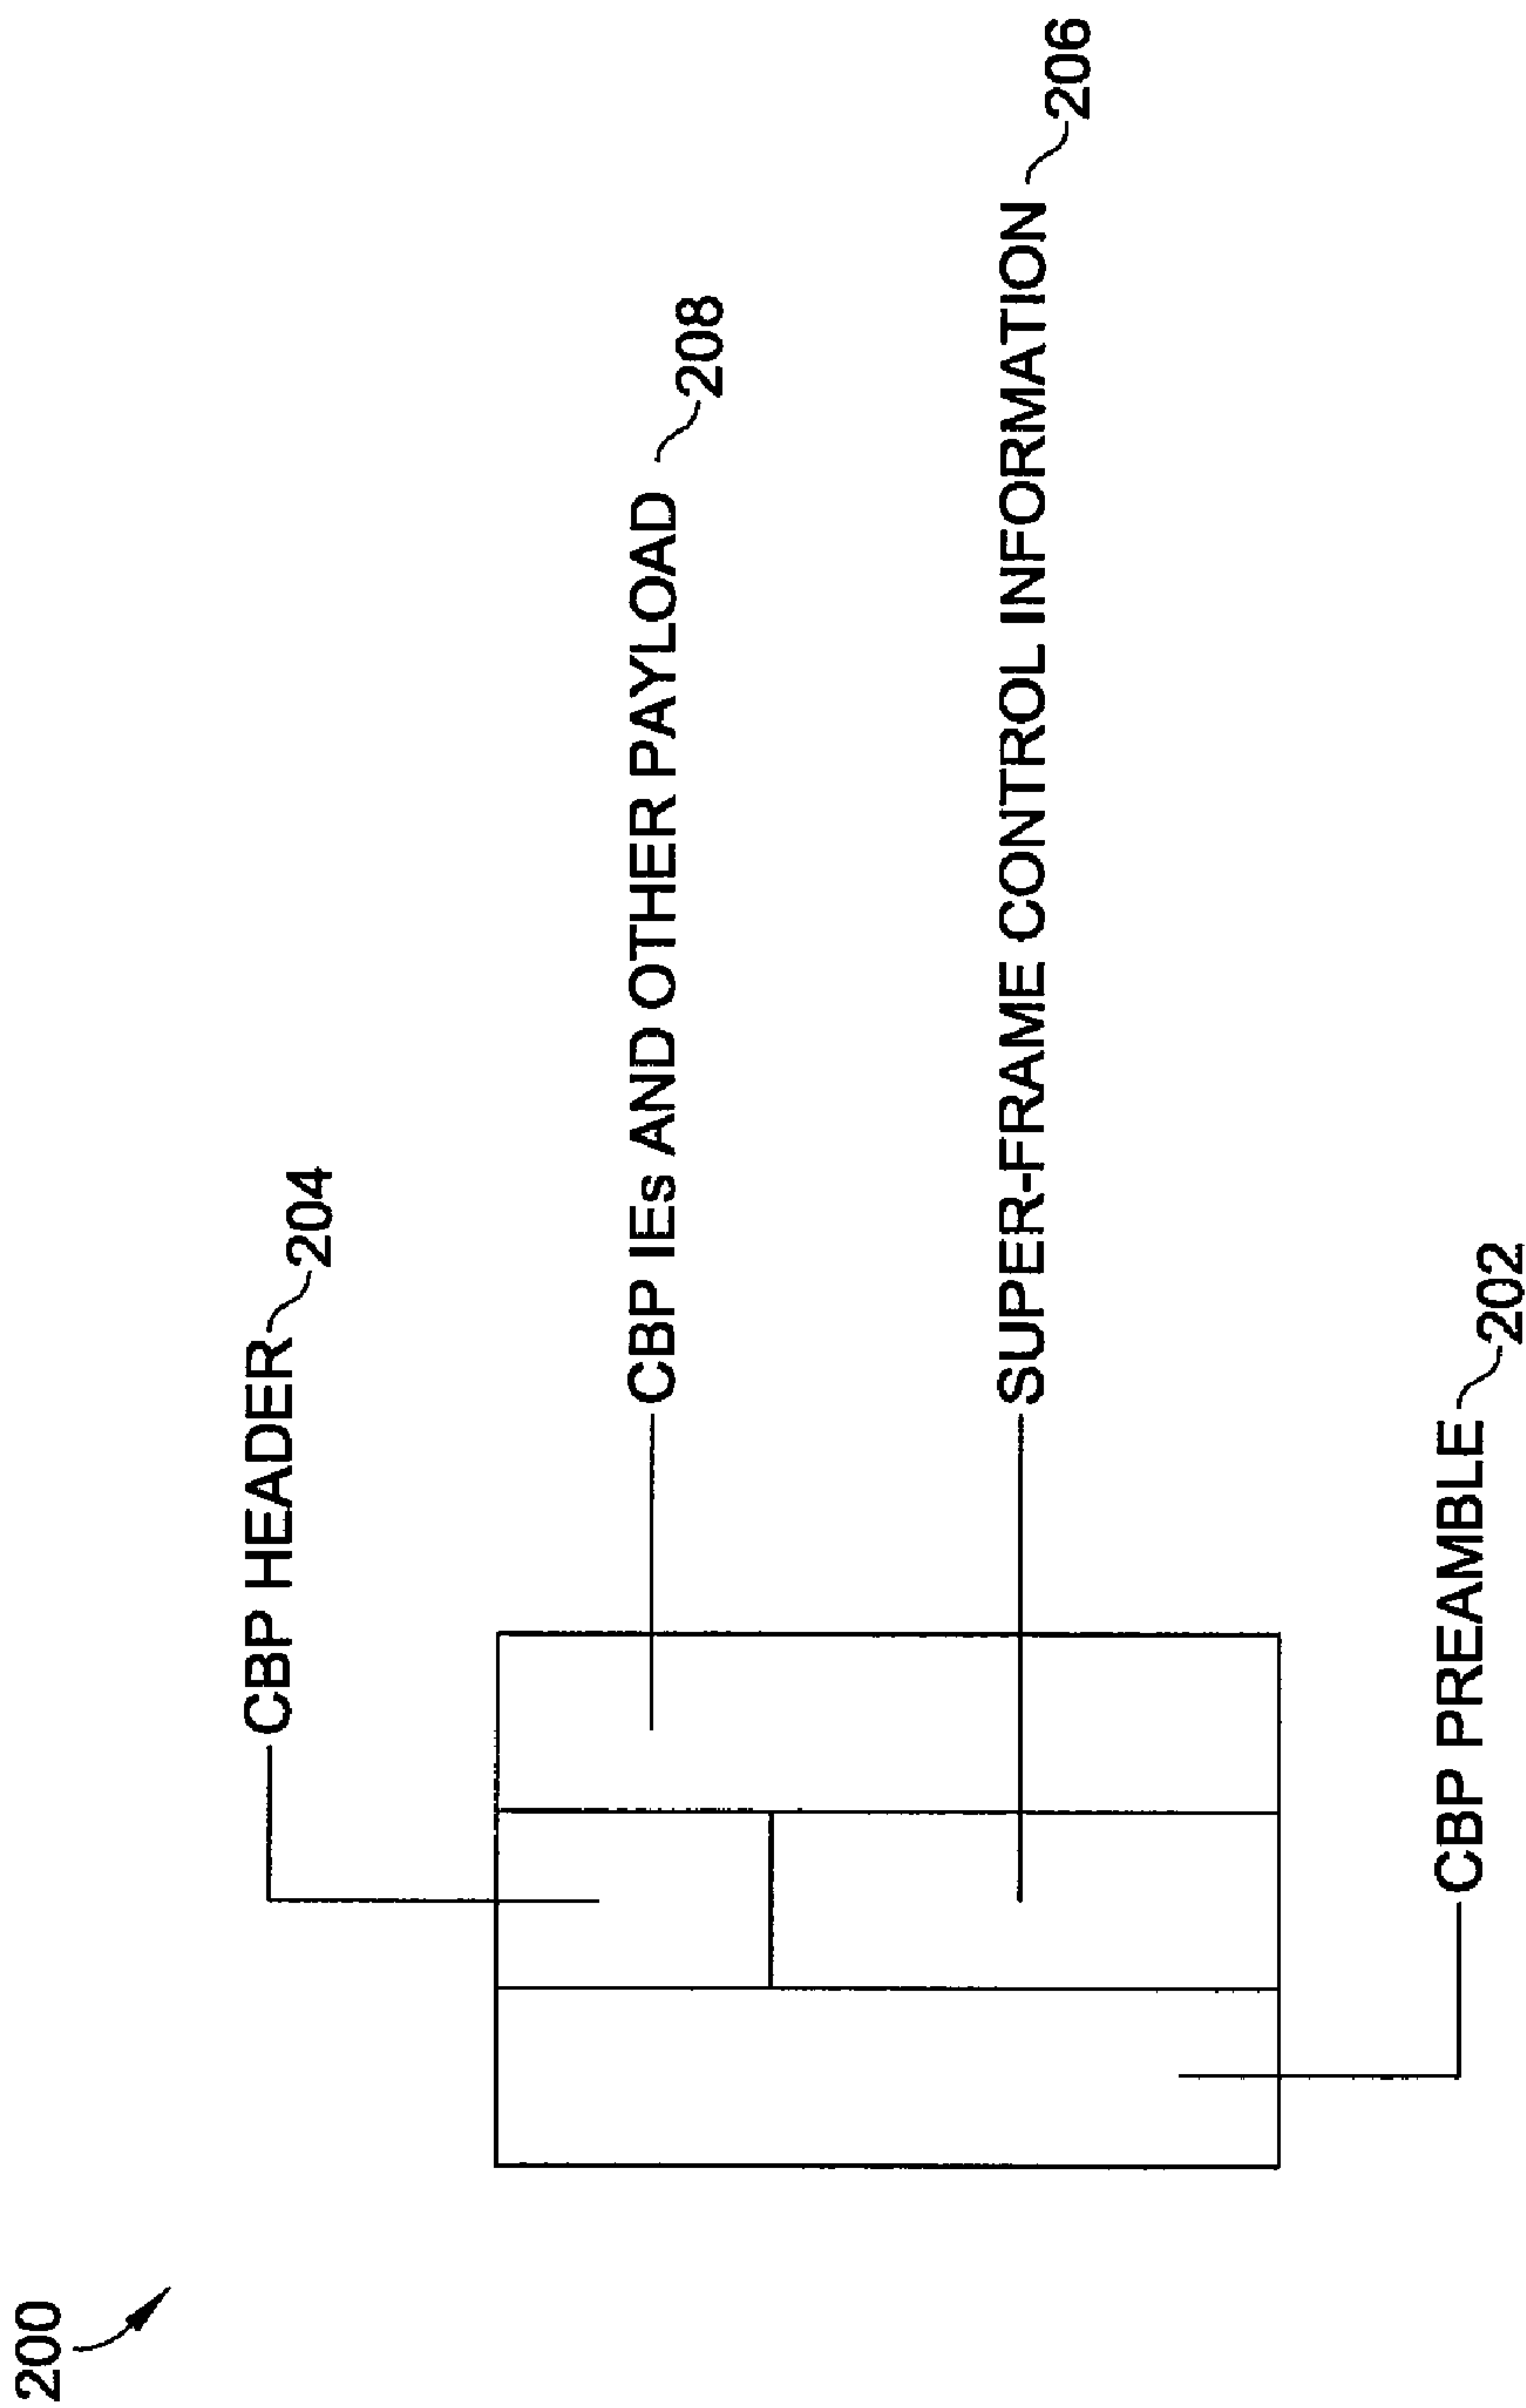 200
CBP HEADER 204
CBP IEs AND OTHER PAYLOAD 208
SUPER-FRAME CONTROL INFORMATION 206
CBP PREAMBLE 202